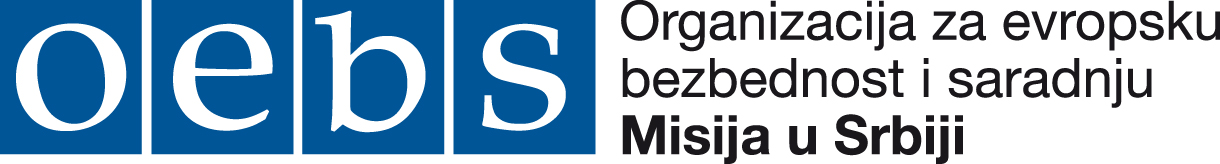 oebs
Organizacija za evropsku
bezbednost i saradnju
Misija u Srbiji